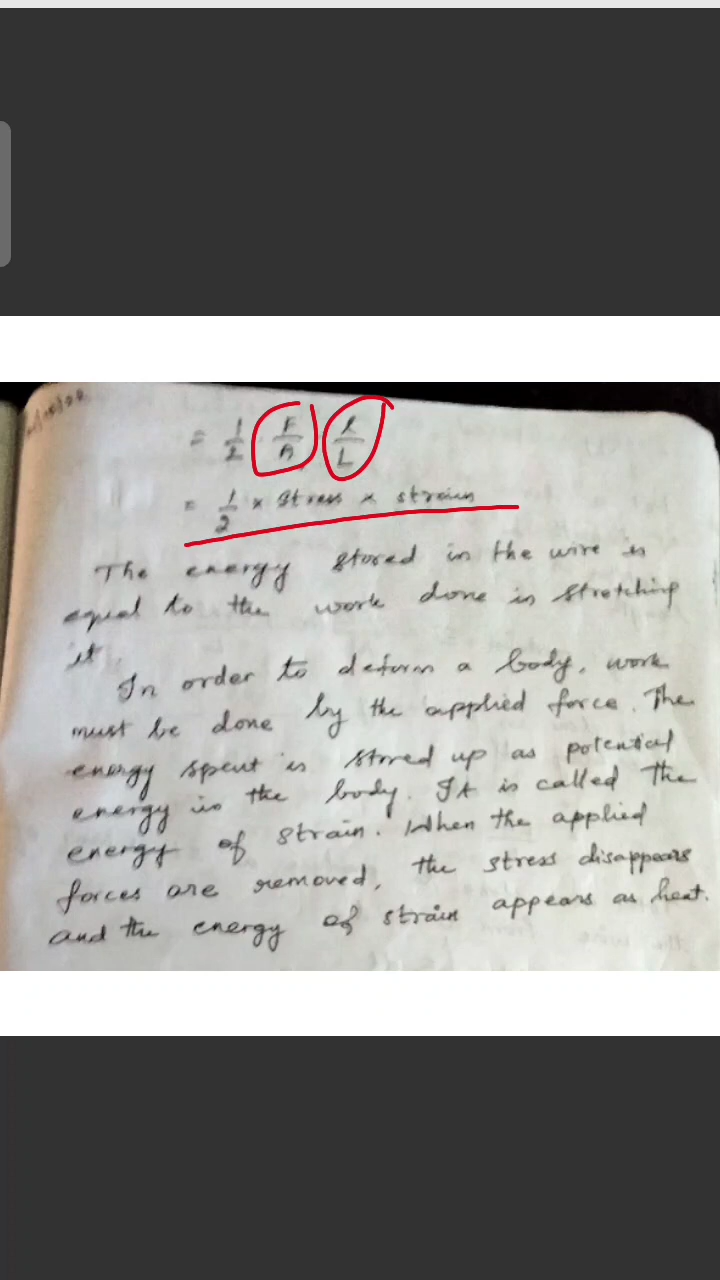 = 1/2 · F/A · l/L
= 1/2 × stress × strain
The energy stored in the wire is
equal to the work done in stretching
it.
In order to deform a body, work
must be done by the applied force. The
energy spent is stored up as potential
energy in the body. It is called the
energy of strain. When the applied
forces are removed, the stress disappears
and the energy of strain appears as heat.